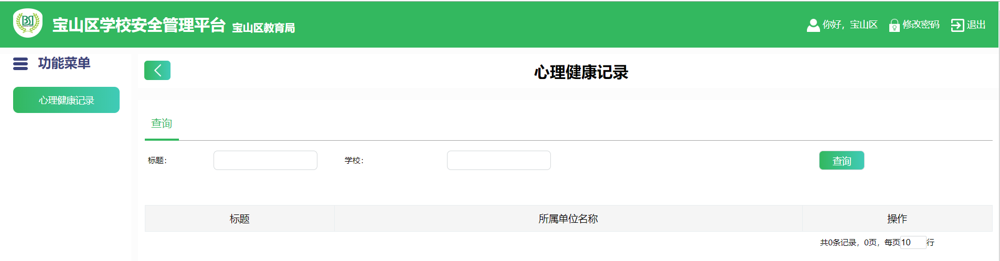 宝山区学校安全管理平台 宝山区教育局
你好，宝山区 修改密码 退出
功能菜单
心理健康记录
心理健康记录
查询
标题： 学校： 查询
标题 所属单位名称 操作
共0条记录，0页，每页10行